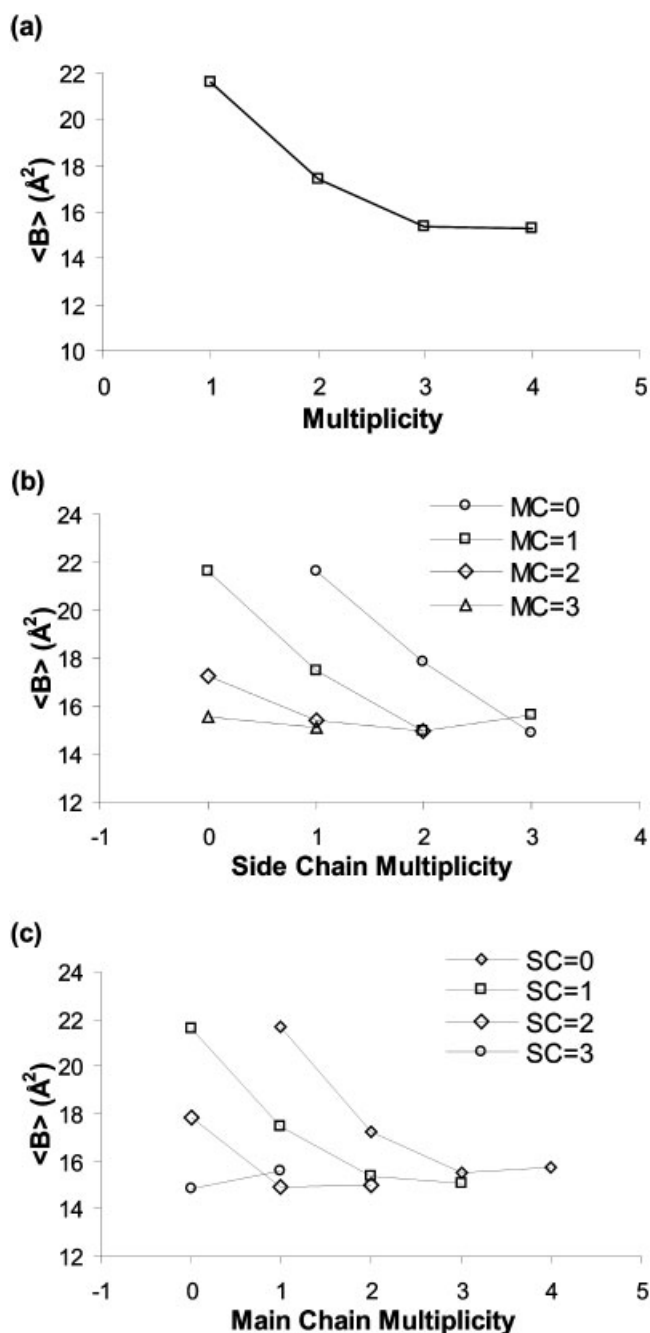 (a)
22
20
18
16
14
12
10
<B> (Å²)
0 1 2 3 4 5
Multiplicity
(b)
MC=0
MC=1
MC=2
MC=3
24
22
20
18
16
14
12
<B> (Å²)
-1 0 1 2 3 4
Side Chain Multiplicity
(c)
SC=0
SC=1
SC=2
SC=3
24
22
20
18
16
14
12
<B> (Å²)
-1 0 1 2 3 4 5
Main Chain Multiplicity